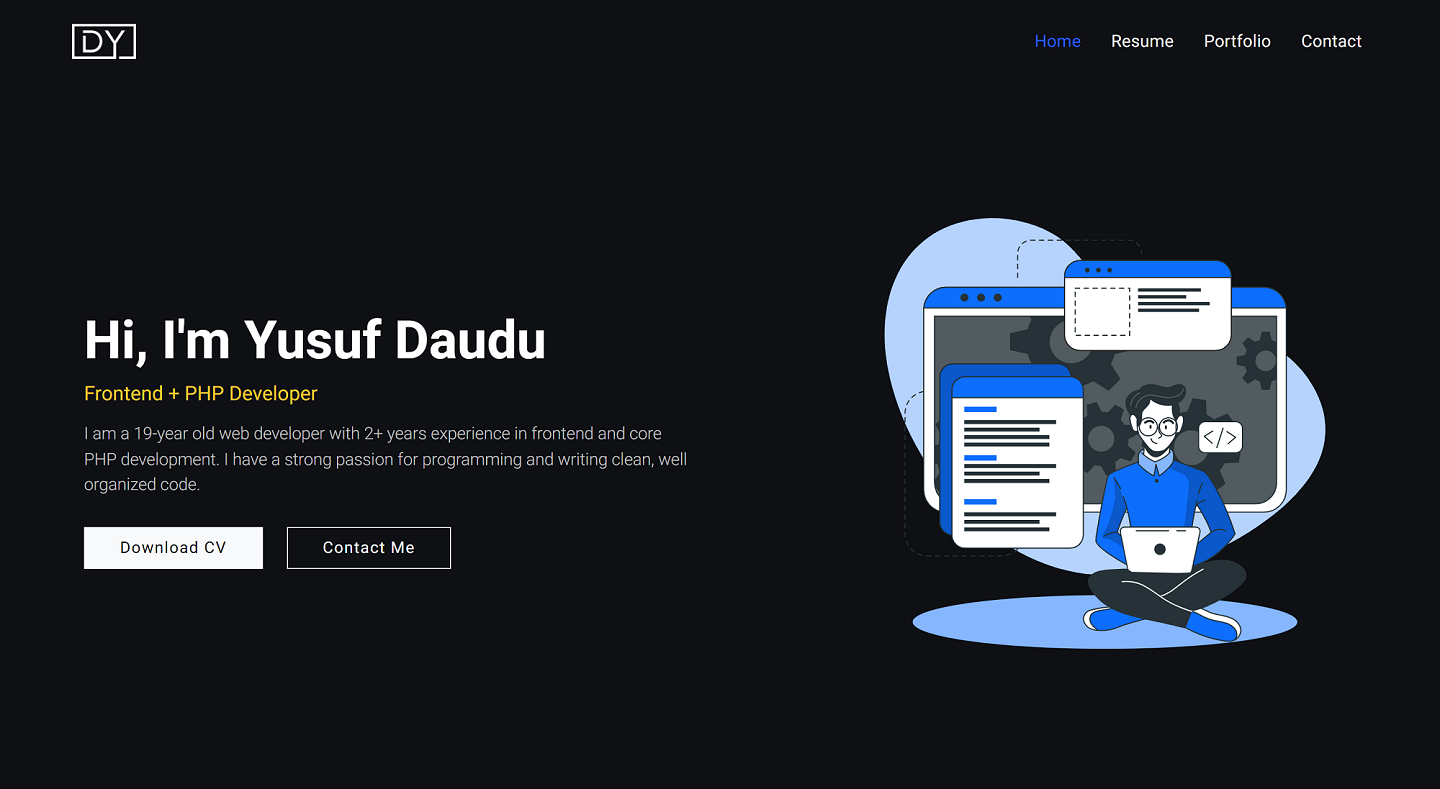 DY
Home Resume Portfolio Contact
Hi, I'm Yusuf Daudu
Frontend + PHP Developer
I am a 19-year old web developer with 2+ years experience in frontend and core
PHP development. I have a strong passion for programming and writing clean, well
organized code.
Download CV Contact Me
</>